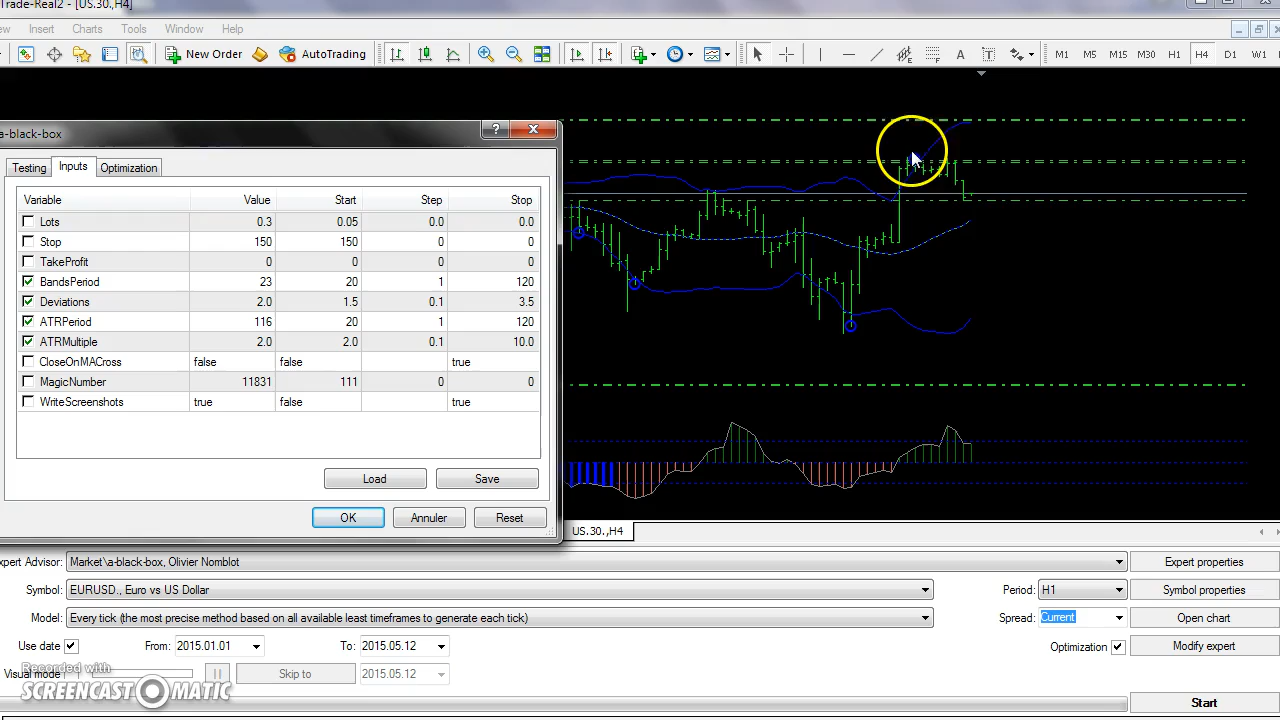 Trade-Real2 - [US.30.,H4]
Insert Charts Tools Window Help
New Order AutoTrading A T M1 M5 M15 M30 H1 H4 D1 W1
a-black-box
Testing Inputs Optimization
Variable Value Start Step Stop
Lots 0.3 0.05 0.0 0.0
Stop 150 150 0 0
TakeProfit 0 0 0 0
BandsPeriod 23 20 1 120
Deviations 2.0 1.5 0.1 3.5
ATRPeriod 116 20 1 120
ATRMultiple 2.0 2.0 0.1 10.0
CloseOnMACross false false true
MagicNumber 11831 111 0 0
WriteScreenshots true false true
Load Save
OK Annuler Reset
US.30.,H4
xpert Advisor: Market\a-black-box, Olivier Nomblot Expert properties
Symbol: EURUSD., Euro vs US Dollar Period: H1 Symbol properties
Model: Every tick (the most precise method based on all available least timeframes to generate each tick) Spread: Current Open chart
Use date From: 2015.01.01 To: 2015.05.12 Optimization Modify expert
Visual mode Skip to 2015.05.12
Recorded with
SCREENCAST-O-MATIC
Start